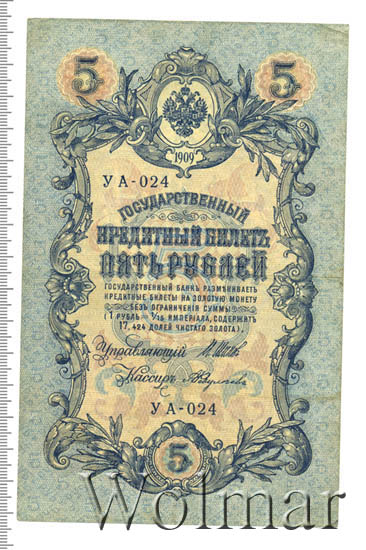 5 5
1909
УА-024
ГОСУДАРСТВЕННЫЙ
КРЕДИТНЫЙ БИЛЕТЪ
ПЯТЬ РУБЛЕЙ
ГОСУДАРСТВЕННЫЙ БАНКЪ РАЗМѢНИВАЕТЪ
КРЕДИТНЫЕ БИЛЕТЫ НА ЗОЛОТУЮ МОНЕТУ
БЕЗЪ ОГРАНИЧЕНІЯ СУММЫ
(1 РУБЛЬ = 1/15 ИМПЕРІАЛА, СОДЕРЖИТЪ
17,424 ДОЛЕЙ ЧИСТАГО ЗОЛОТА).
Управляющій
Кассиръ
УА-024
5
Wolmar